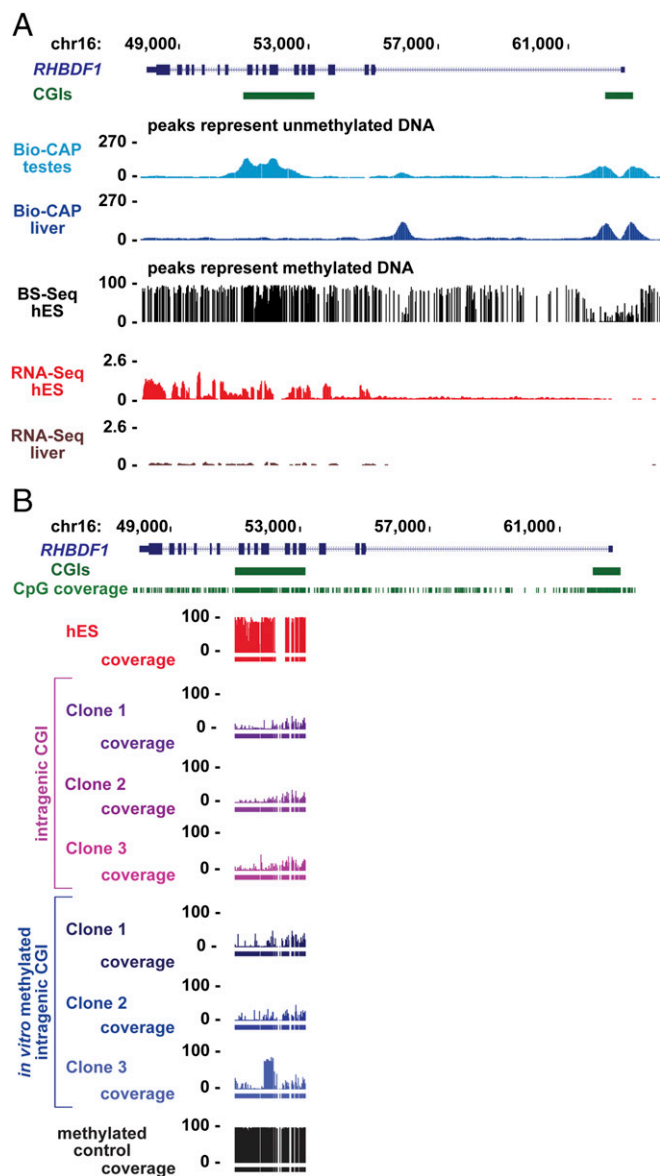 A
chr16: 49,000 53,000 57,000 61,000
RHBDF1
CGIs
peaks represent unmethylated DNA
Bio-CAP testes 270 0
Bio-CAP liver 270 0
peaks represent methylated DNA
BS-Seq hES 100 0
RNA-Seq hES 2.6 0
RNA-Seq liver 2.6 0
B
chr16: 49,000 53,000 57,000 61,000
RHBDF1
CGIs
CpG coverage
hES 100 0
coverage
intragenic CGI
Clone 1 100 0
coverage
Clone 2 100 0
coverage
Clone 3 100 0
coverage
in vitro methylated intragenic CGI
Clone 1 100 0
coverage
Clone 2 100 0
coverage
Clone 3 100 0
coverage
methylated control 100 0
coverage